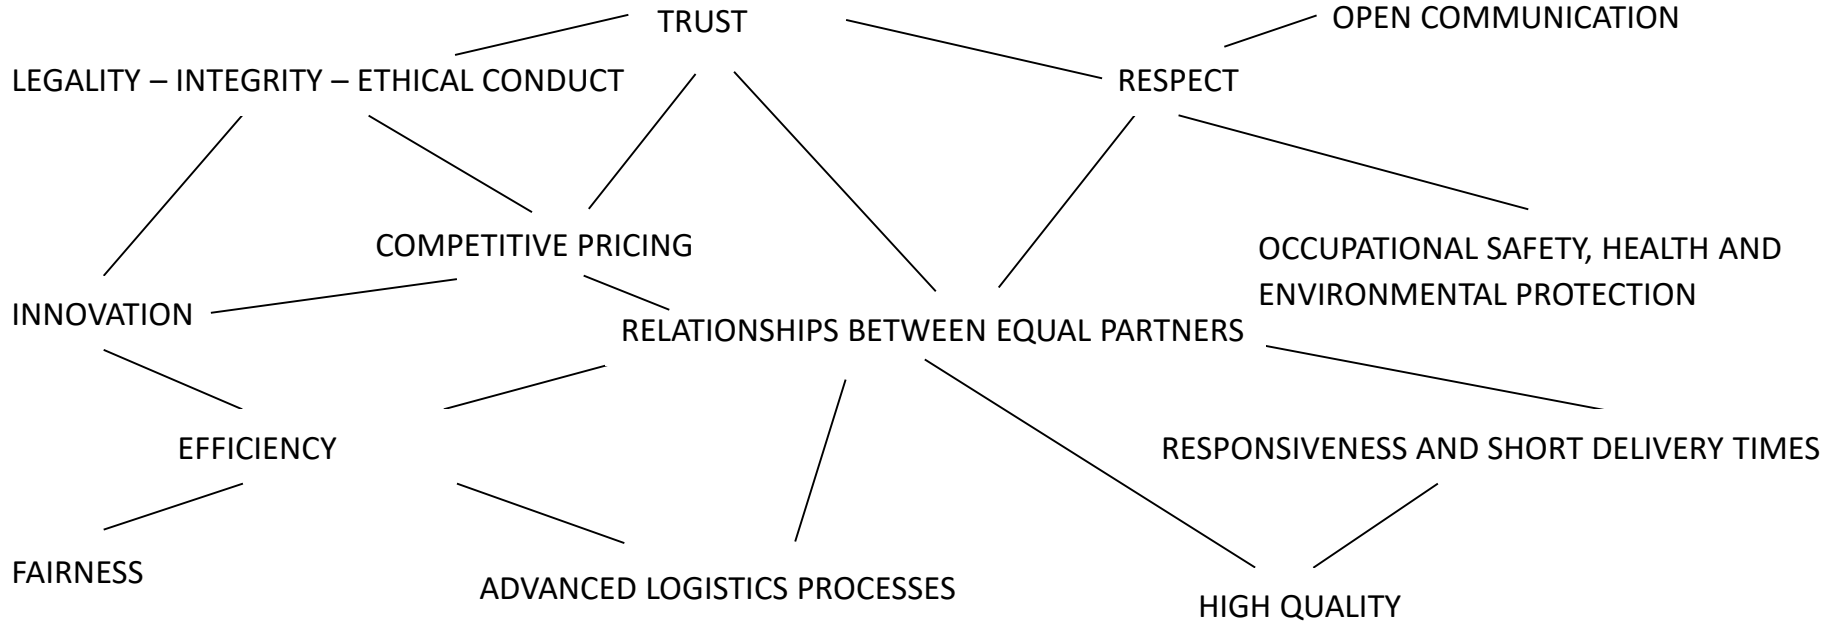 TRUST
OPEN COMMUNICATION
LEGALITY – INTEGRITY – ETHICAL CONDUCT
RESPECT
COMPETITIVE PRICING
OCCUPATIONAL SAFETY, HEALTH AND
ENVIRONMENTAL PROTECTION
INNOVATION
RELATIONSHIPS BETWEEN EQUAL PARTNERS
EFFICIENCY
RESPONSIVENESS AND SHORT DELIVERY TIMES
FAIRNESS
ADVANCED LOGISTICS PROCESSES
HIGH QUALITY